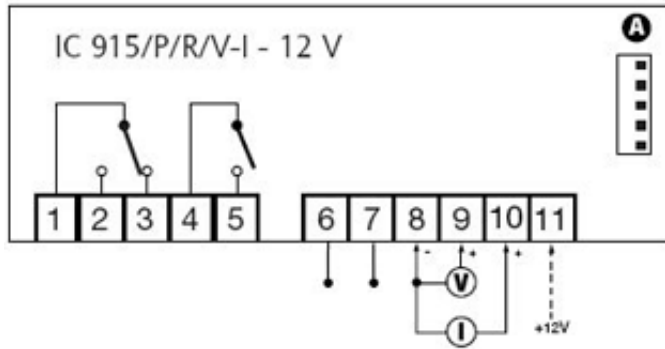 IC 915/P/R/V-I - 12 V
A
1 2 3 4 5 6 7 8 9 10 11
- + +
V
I
+12V